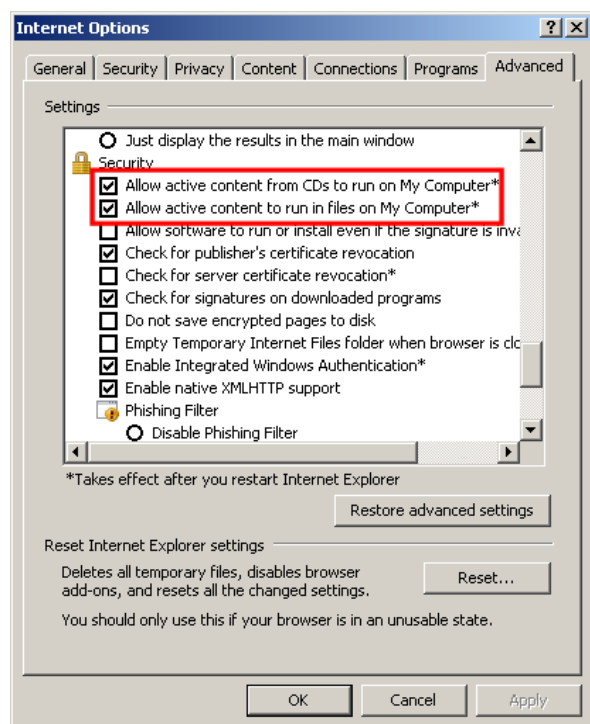 Internet Options
General Security Privacy Content Connections Programs Advanced
Settings
Just display the results in the main window
Security
Allow active content from CDs to run on My Computer*
Allow active content to run in files on My Computer*
Allow software to run or install even if the signature is inva
Check for publisher's certificate revocation
Check for server certificate revocation*
Check for signatures on downloaded programs
Do not save encrypted pages to disk
Empty Temporary Internet Files folder when browser is clo
Enable Integrated Windows Authentication*
Enable native XMLHTTP support
Phishing Filter
Disable Phishing Filter
*Takes effect after you restart Internet Explorer
Restore advanced settings
Reset Internet Explorer settings
Deletes all temporary files, disables browser
add-ons, and resets all the changed settings.
Reset...
You should only use this if your browser is in an unusable state.
OK Cancel Apply